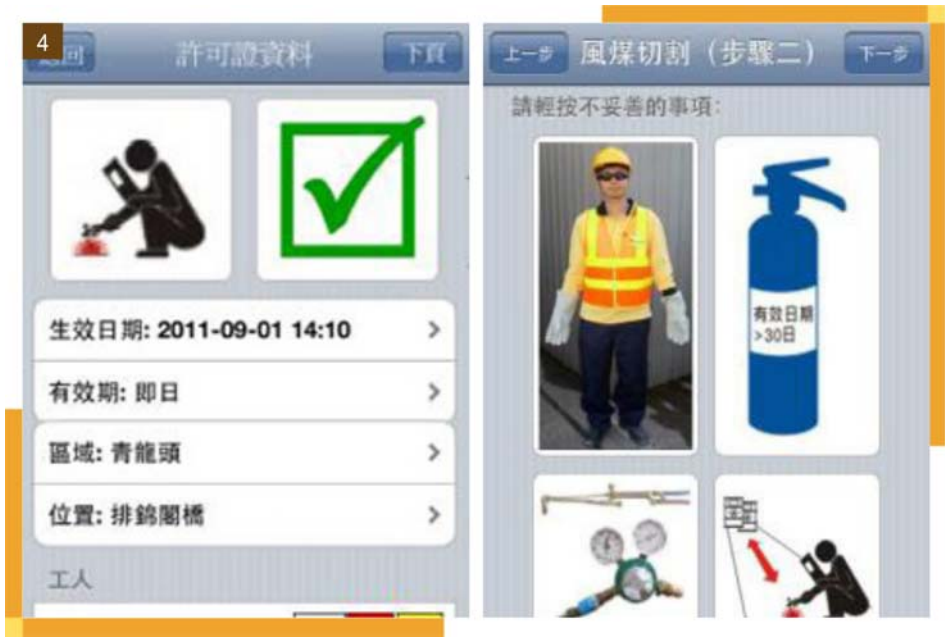 4
返回
許可證資料
下頁
生效日期: 2011-09-01 14:10
有效期: 即日
區域: 青龍頭
位置: 排錦閣橋
工人
上一步
風煤切割（步驟二）
下一步
請輕按不妥善的事項:
有效日期
>30日